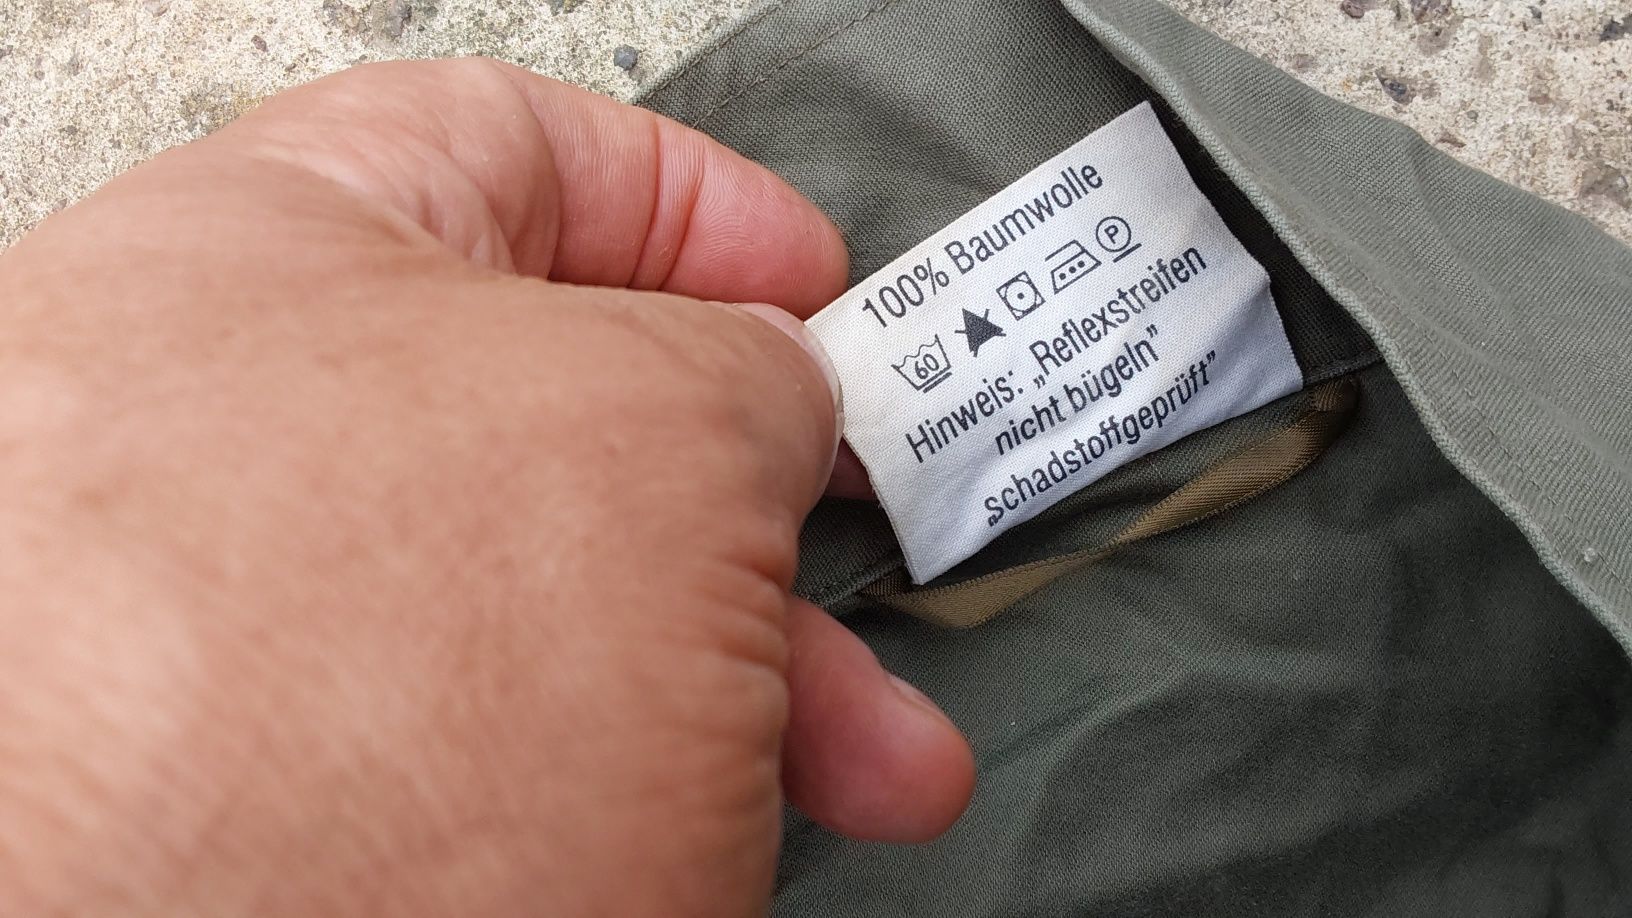 100% Baumwolle
60 P
Hinweis: „Reflexstreifen
nicht bügeln”
„schadstoffgeprüft”